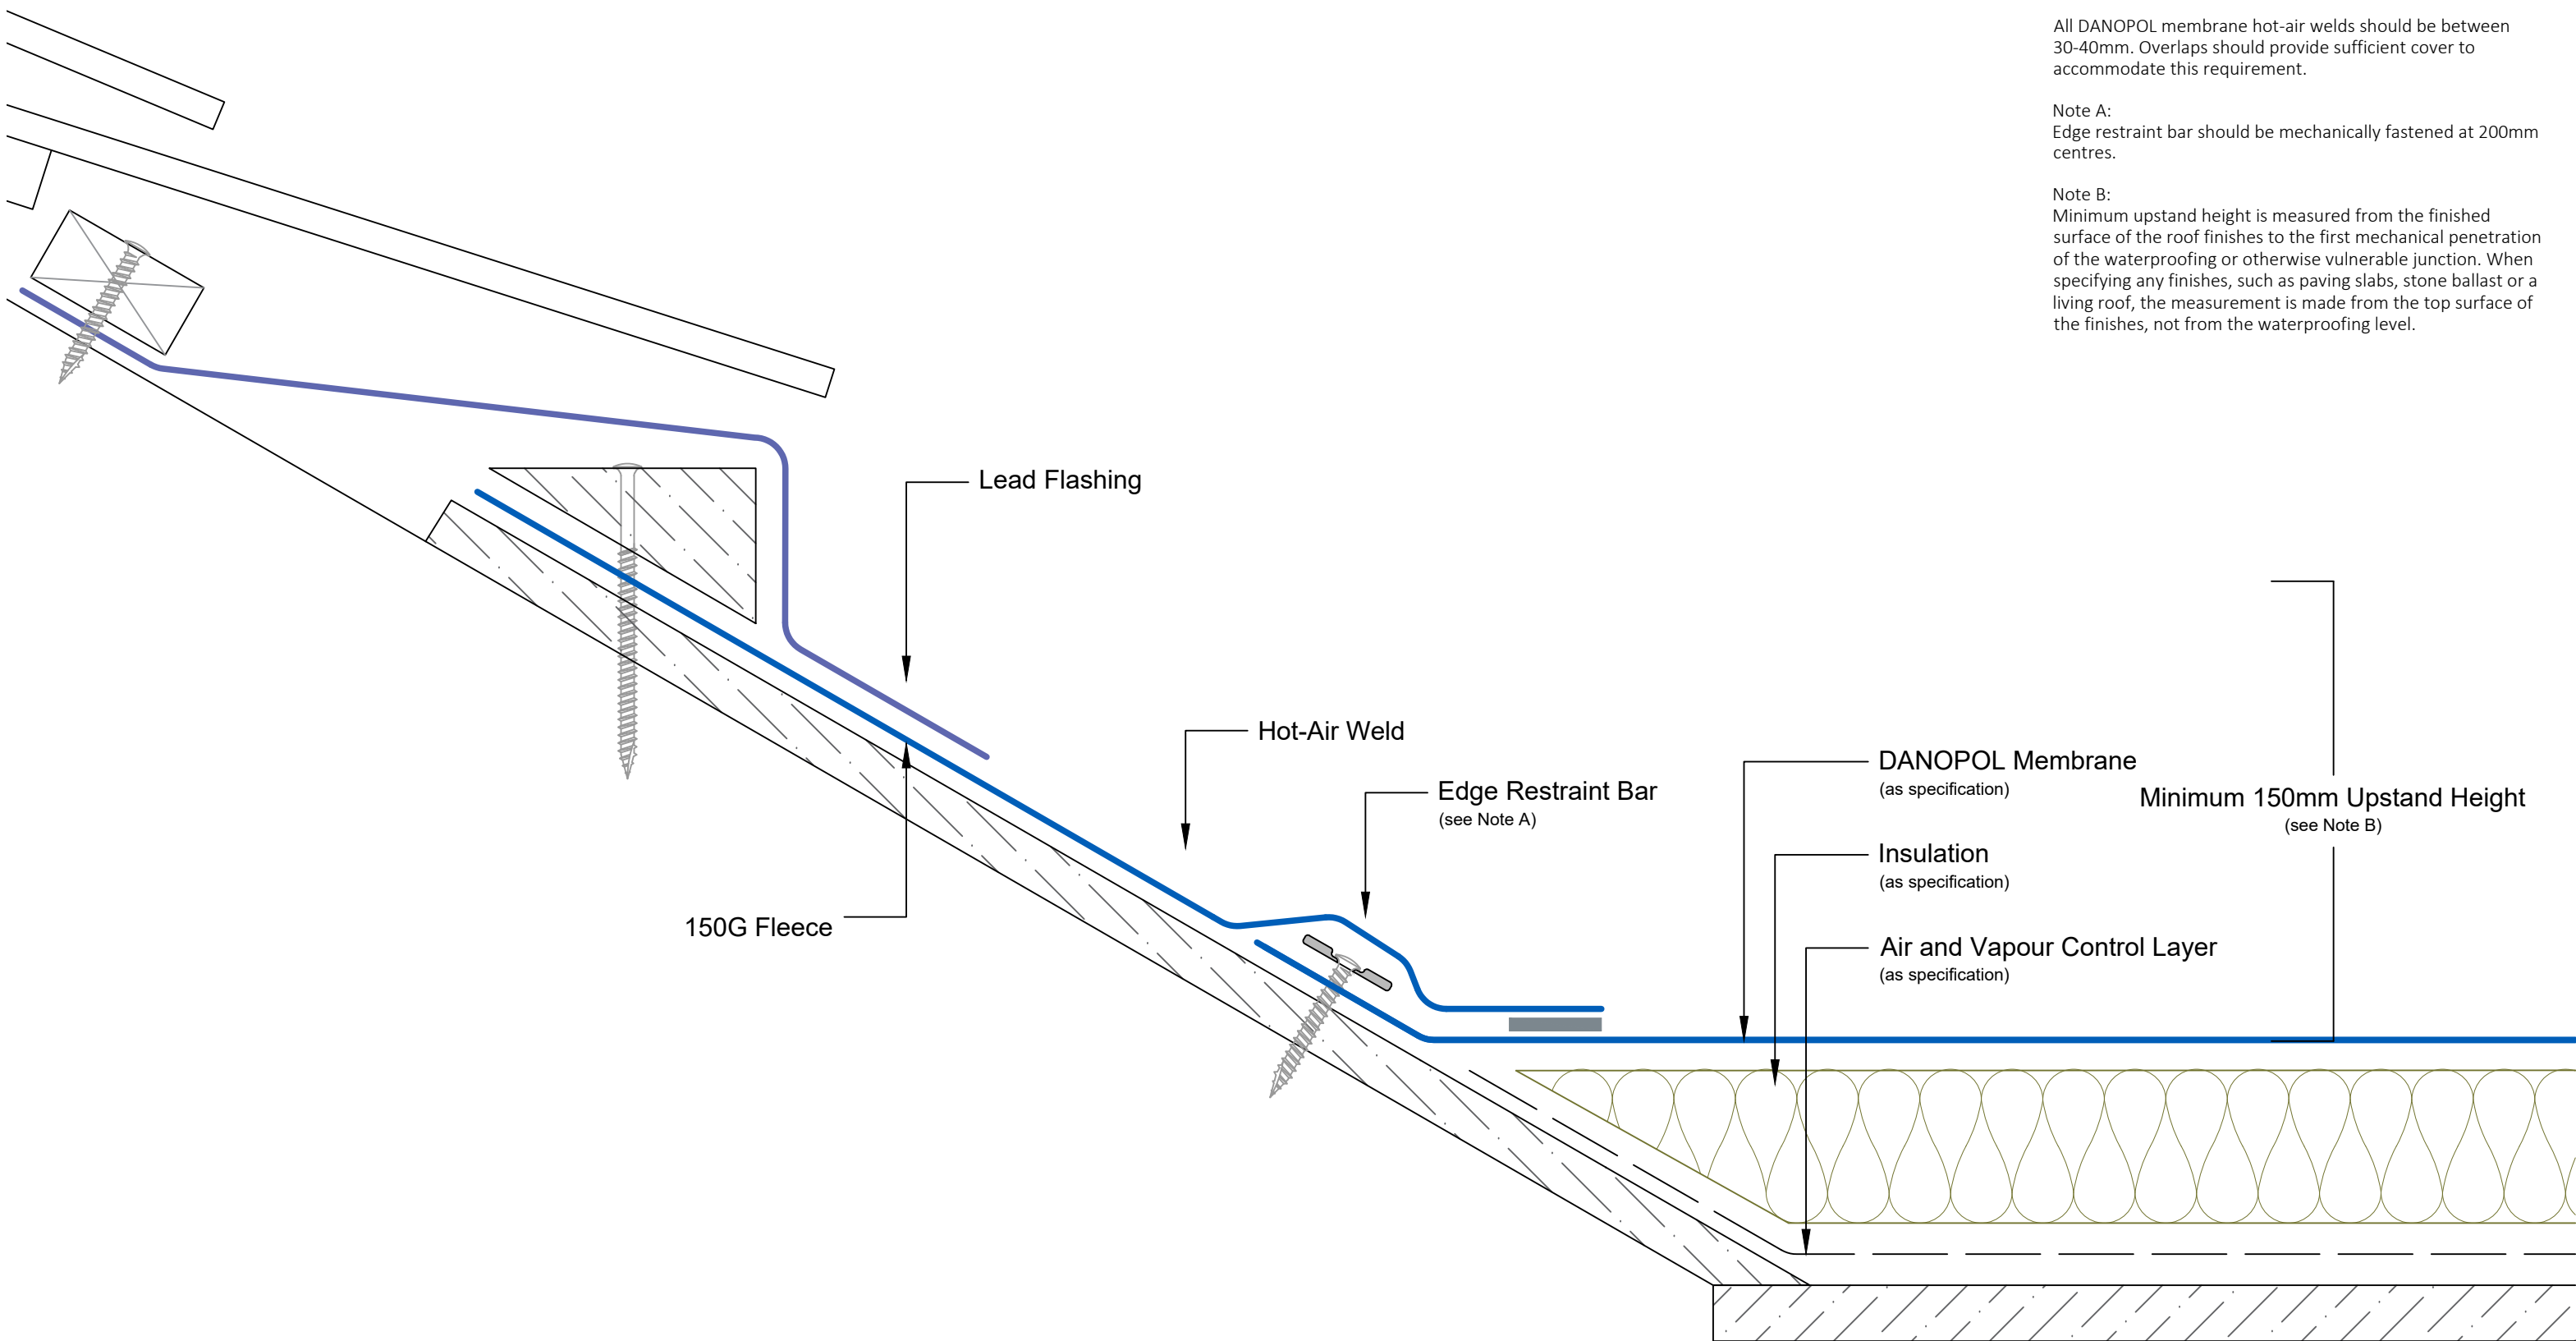 All DANOPOL membrane hot-air welds should be between
30-40mm. Overlaps should provide sufficient cover to
accommodate this requirement.
Note A:
Edge restraint bar should be mechanically fastened at 200mm
centres.
Note B:
Minimum upstand height is measured from the finished
surface of the roof finishes to the first mechanical penetration
of the waterproofing or otherwise vulnerable junction. When
specifying any finishes, such as paving slabs, stone ballast or a
living roof, the measurement is made from the top surface of
the finishes, not from the waterproofing level.
Lead Flashing
Hot-Air Weld
Edge Restraint Bar
(see Note A)
150G Fleece
DANOPOL Membrane
(as specification)
Minimum 150mm Upstand Height
(see Note B)
Insulation
(as specification)
Air and Vapour Control Layer
(as specification)